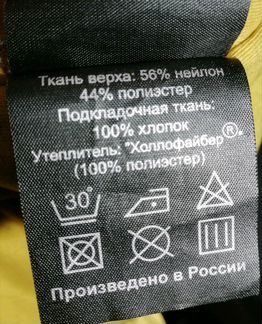 Ткань верха: 56% нейлон
44% полиэстер
Подкладочная ткань:
100% хлопок
Утеплитель: "Холлофайбер®.
(100% полиэстер)
30°
Произведено в России